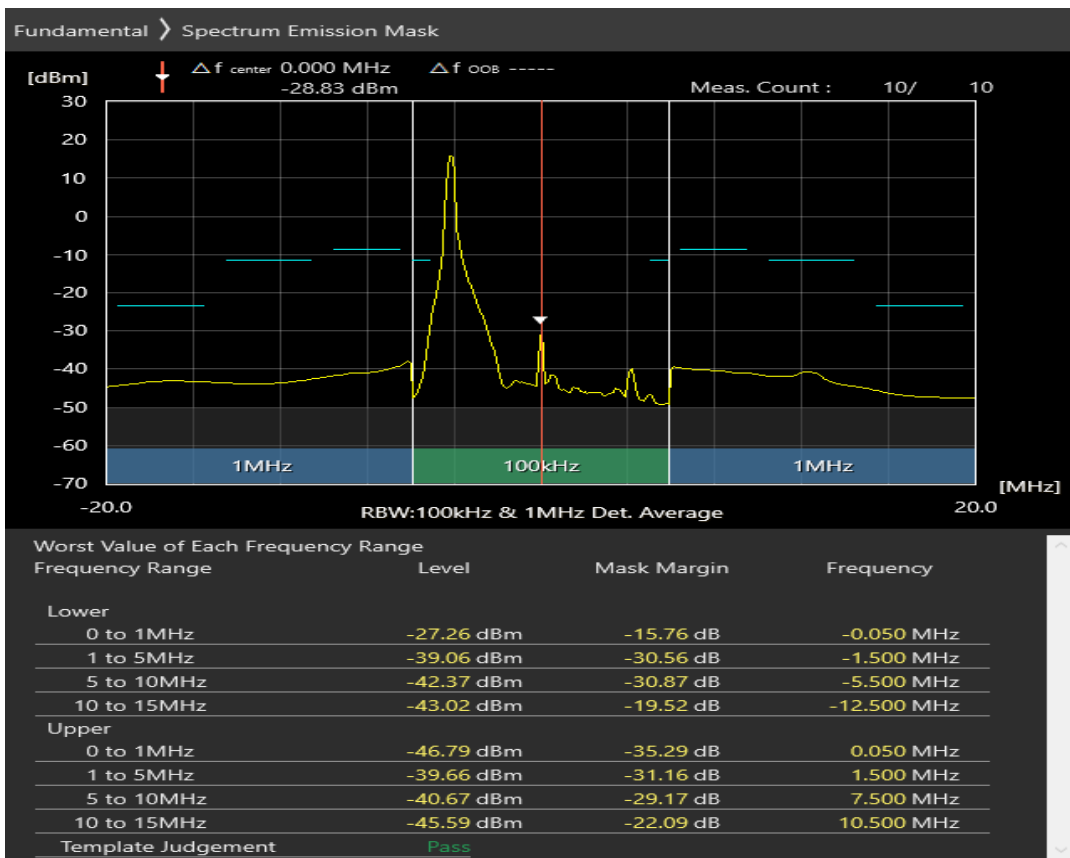 Fundamental ❯ Spectrum Emission Mask
[dBm] △f center 0.000 MHz △f OOB -----
-28.83 dBm Meas. Count : 10/ 10
30
20
10
0
-10
-20
-30
-40
-50
-60
-70
1MHz 100kHz 1MHz
[MHz]
-20.0 RBW:100kHz & 1MHz Det. Average 20.0
Worst Value of Each Frequency Range
Frequency Range Level Mask Margin Frequency
Lower
0 to 1MHz -27.26 dBm -15.76 dB -0.050 MHz
1 to 5MHz -39.06 dBm -30.56 dB -1.500 MHz
5 to 10MHz -42.37 dBm -30.87 dB -5.500 MHz
10 to 15MHz -43.02 dBm -19.52 dB -12.500 MHz
Upper
0 to 1MHz -46.79 dBm -35.29 dB 0.050 MHz
1 to 5MHz -39.66 dBm -31.16 dB 1.500 MHz
5 to 10MHz -40.67 dBm -29.17 dB 7.500 MHz
10 to 15MHz -45.59 dBm -22.09 dB 10.500 MHz
Template Judgement Pass